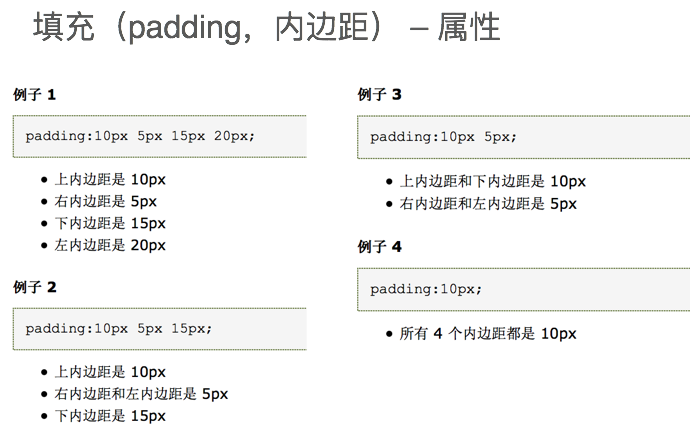 填充（padding，内边距） – 属性
例子 1
padding:10px 5px 15px 20px;
● 上内边距是 10px
● 右内边距是 5px
● 下内边距是 15px
● 左内边距是 20px
例子 2
padding:10px 5px 15px;
● 上内边距是 10px
● 右内边距和左内边距是 5px
● 下内边距是 15px
例子 3
padding:10px 5px;
● 上内边距和下内边距是 10px
● 右内边距和左内边距是 5px
例子 4
padding:10px;
● 所有 4 个内边距都是 10px